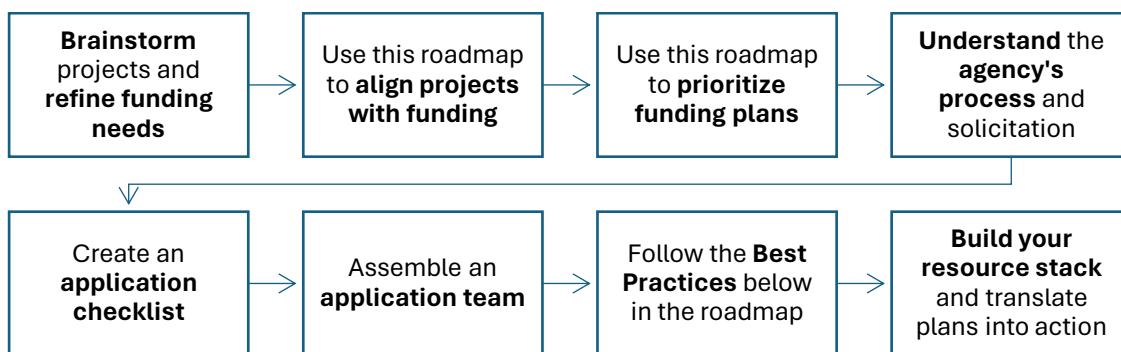 Brainstorm
projects and
refine funding
needs
Use this roadmap
to align projects
with funding
Use this roadmap
to prioritize
funding plans
Understand the
agency's
process and
solicitation
Create an
application
checklist
Assemble an
application team
Follow the Best
Practices below
in the roadmap
Build your
resource stack
and translate
plans into action